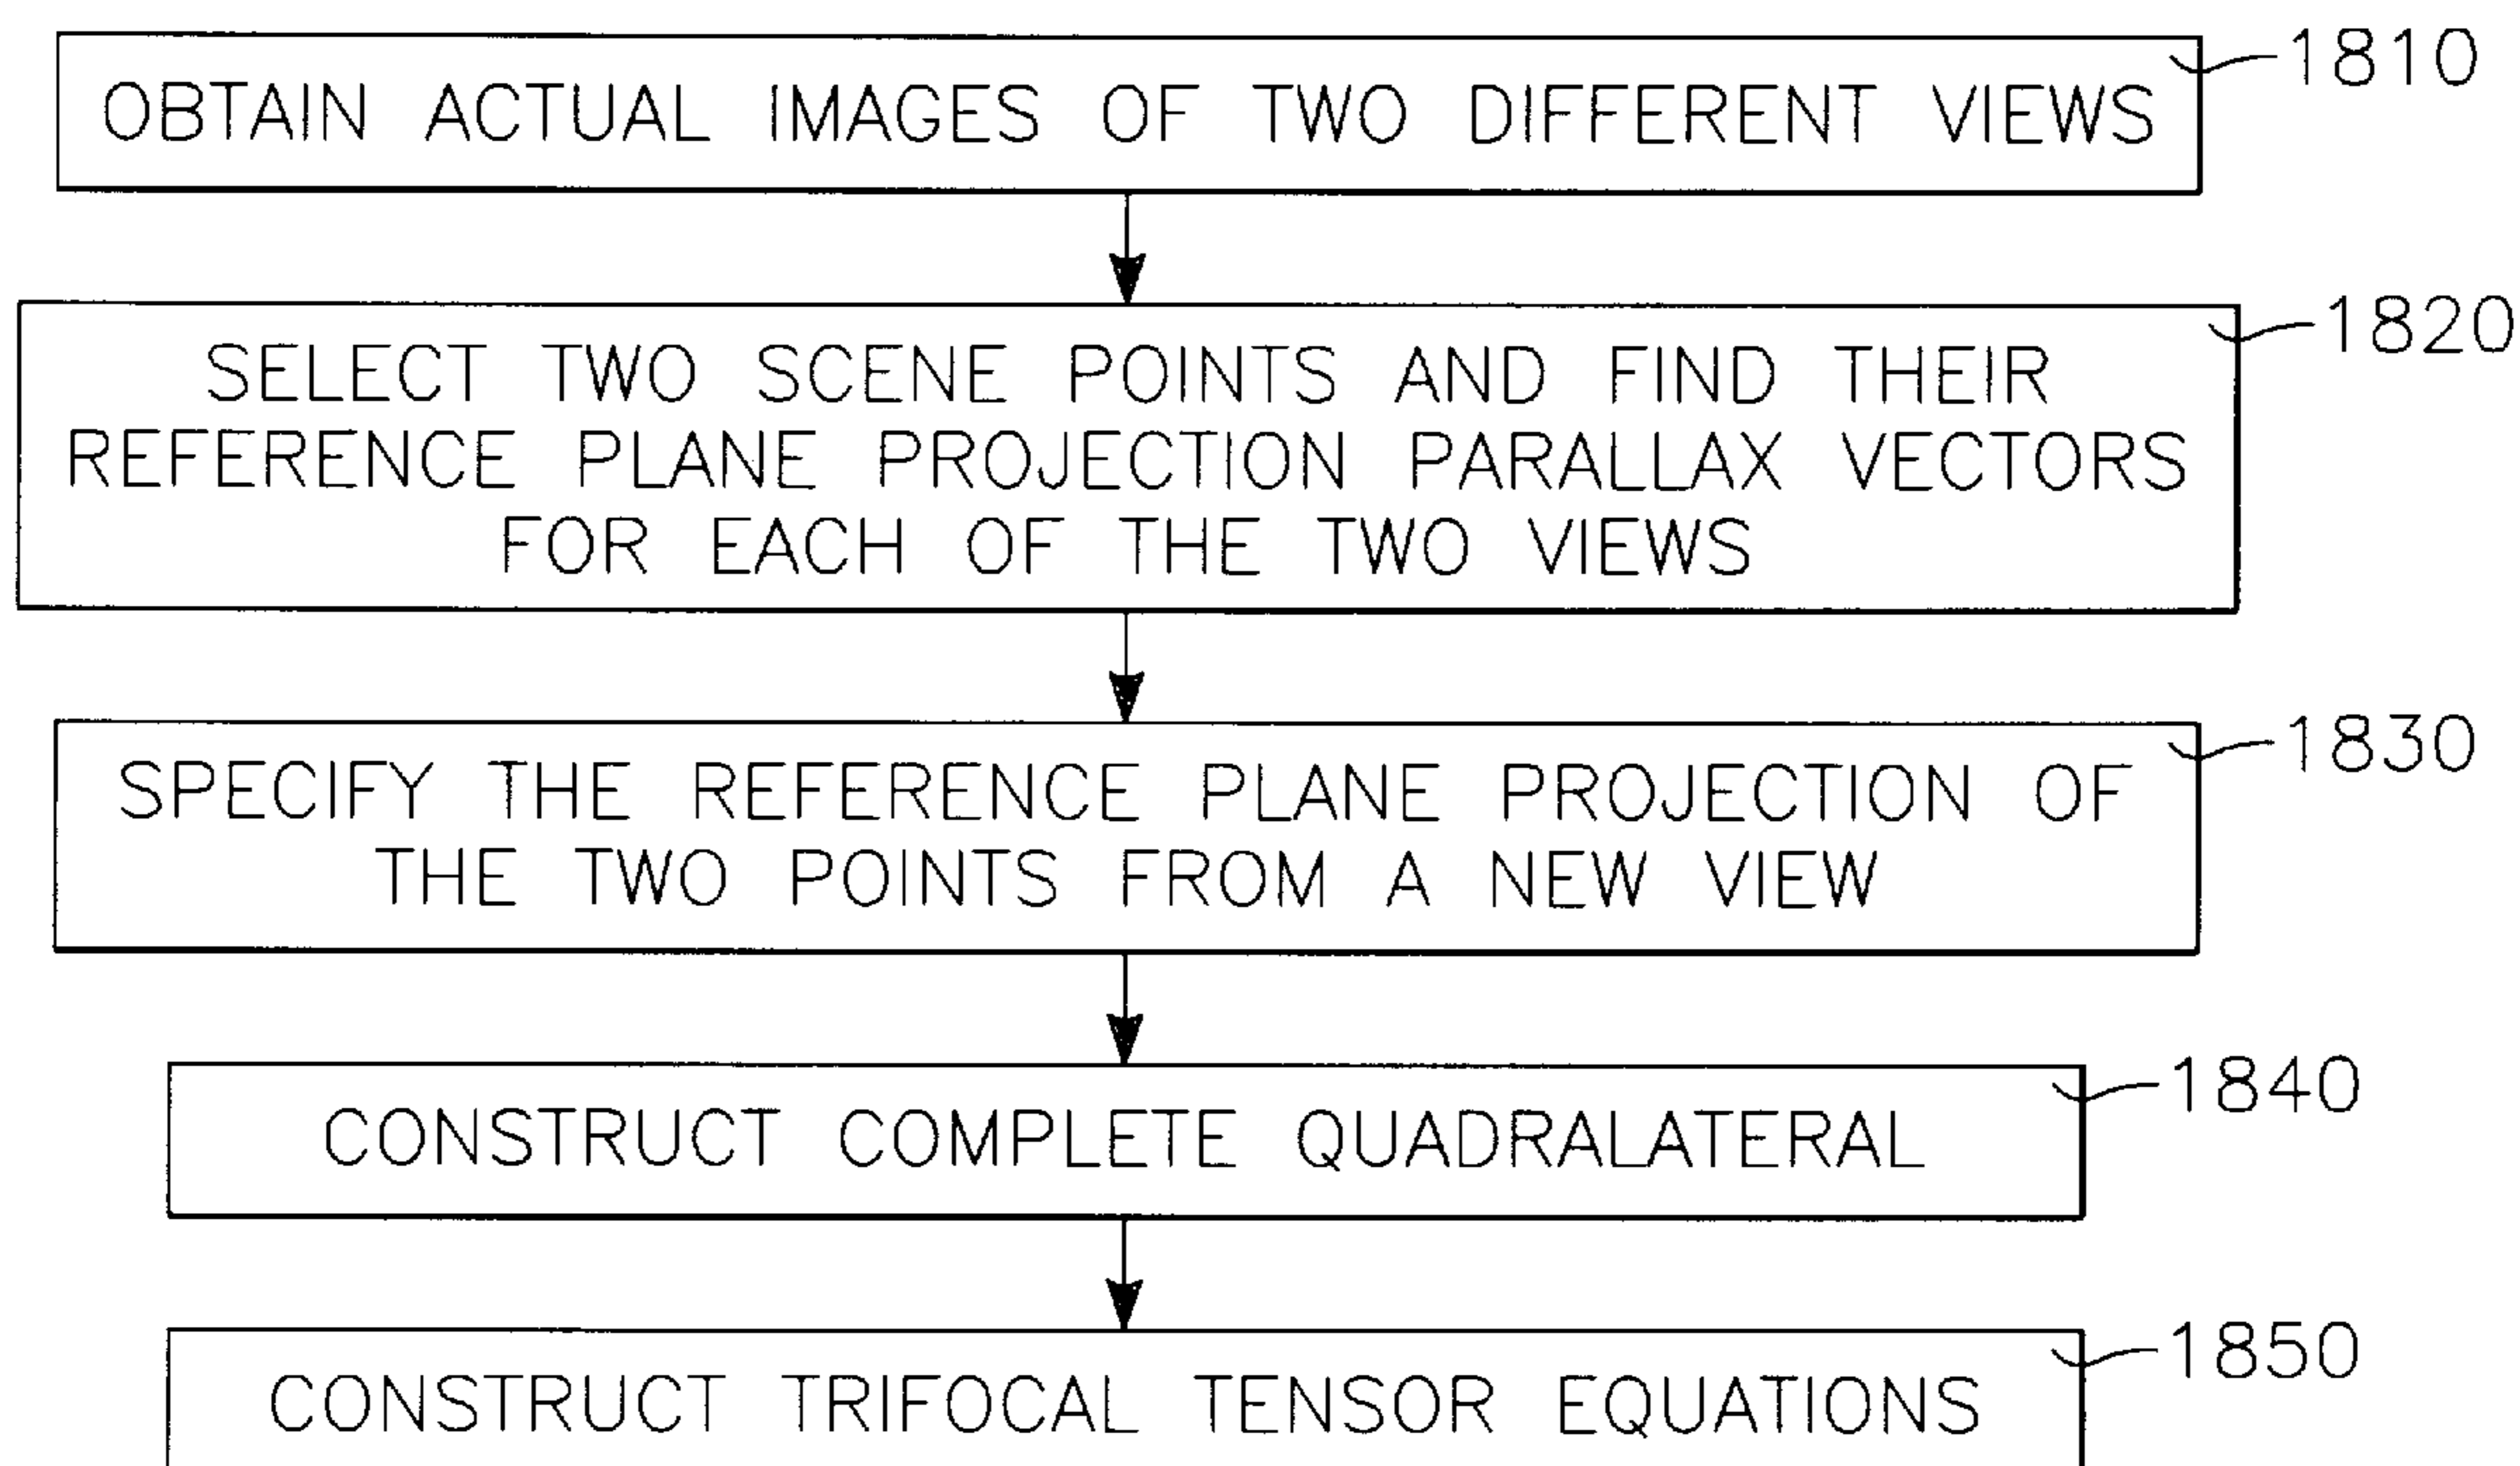 OBTAIN ACTUAL IMAGES OF TWO DIFFERENT VIEWS
1810
SELECT TWO SCENE POINTS AND FIND THEIR
REFERENCE PLANE PROJECTION PARALLAX VECTORS
FOR EACH OF THE TWO VIEWS
1820
SPECIFY THE REFERENCE PLANE PROJECTION OF
THE TWO POINTS FROM A NEW VIEW
1830
CONSTRUCT COMPLETE QUADRALATERAL
1840
CONSTRUCT TRIFOCAL TENSOR EQUATIONS
1850